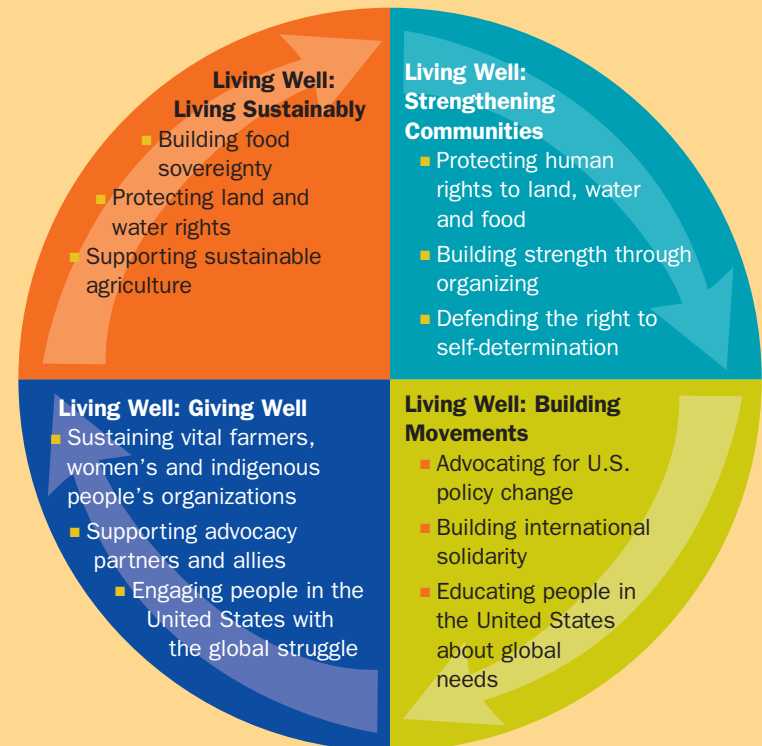 Living Well:
Living Sustainably
■ Building food
sovereignty
■ Protecting land and
water rights
■ Supporting sustainable
agriculture
Living Well:
Strengthening
Communities
■ Protecting human
rights to land, water
and food
■ Building strength through
organizing
■ Defending the right to
self-determination
Living Well: Giving Well
■ Sustaining vital farmers,
women's and indigenous
people's organizations
■ Supporting advocacy
partners and allies
■ Engaging people in the
United States with
the global struggle
Living Well: Building
Movements
■ Advocating for U.S.
policy change
■ Building international
solidarity
■ Educating people in
the United States
about global
needs